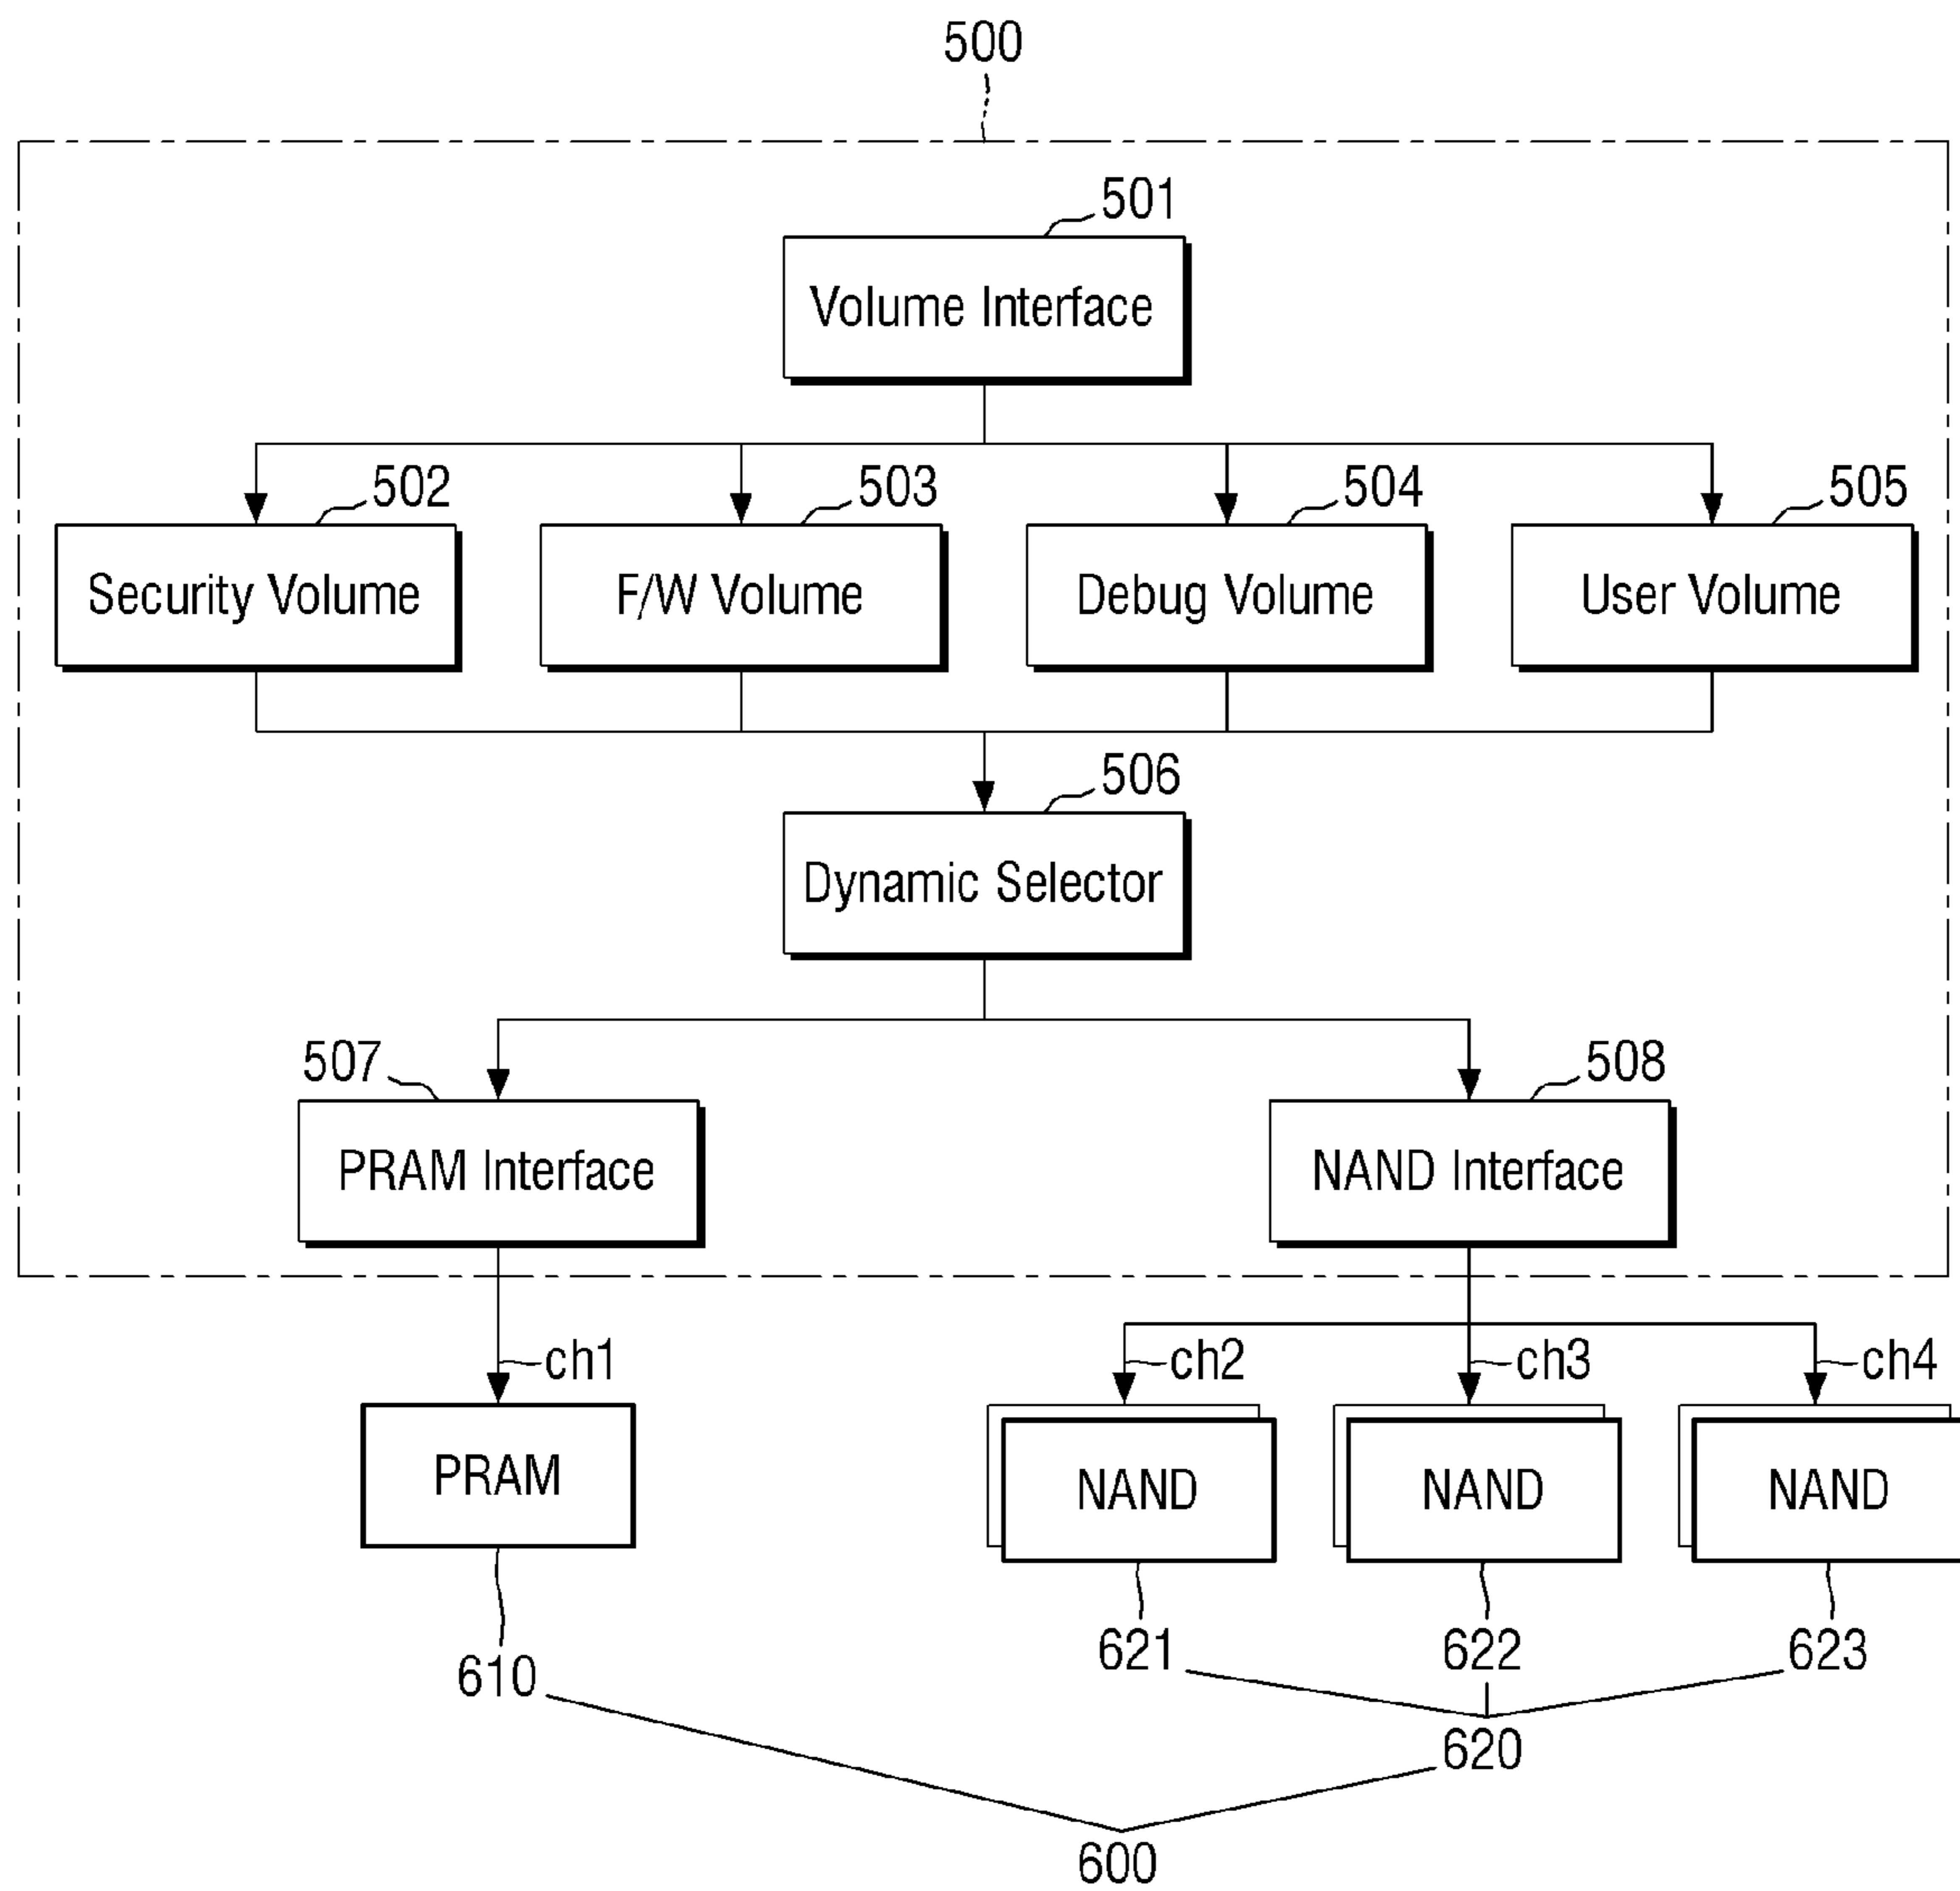 500
501
Volume Interface
502
503
504
505
Security Volume
F/W Volume
Debug Volume
User Volume
506
Dynamic Selector
507
508
PRAM Interface
NAND Interface
ch1
ch2
ch3
ch4
PRAM
NAND
NAND
NAND
610
621
622
623
620
600